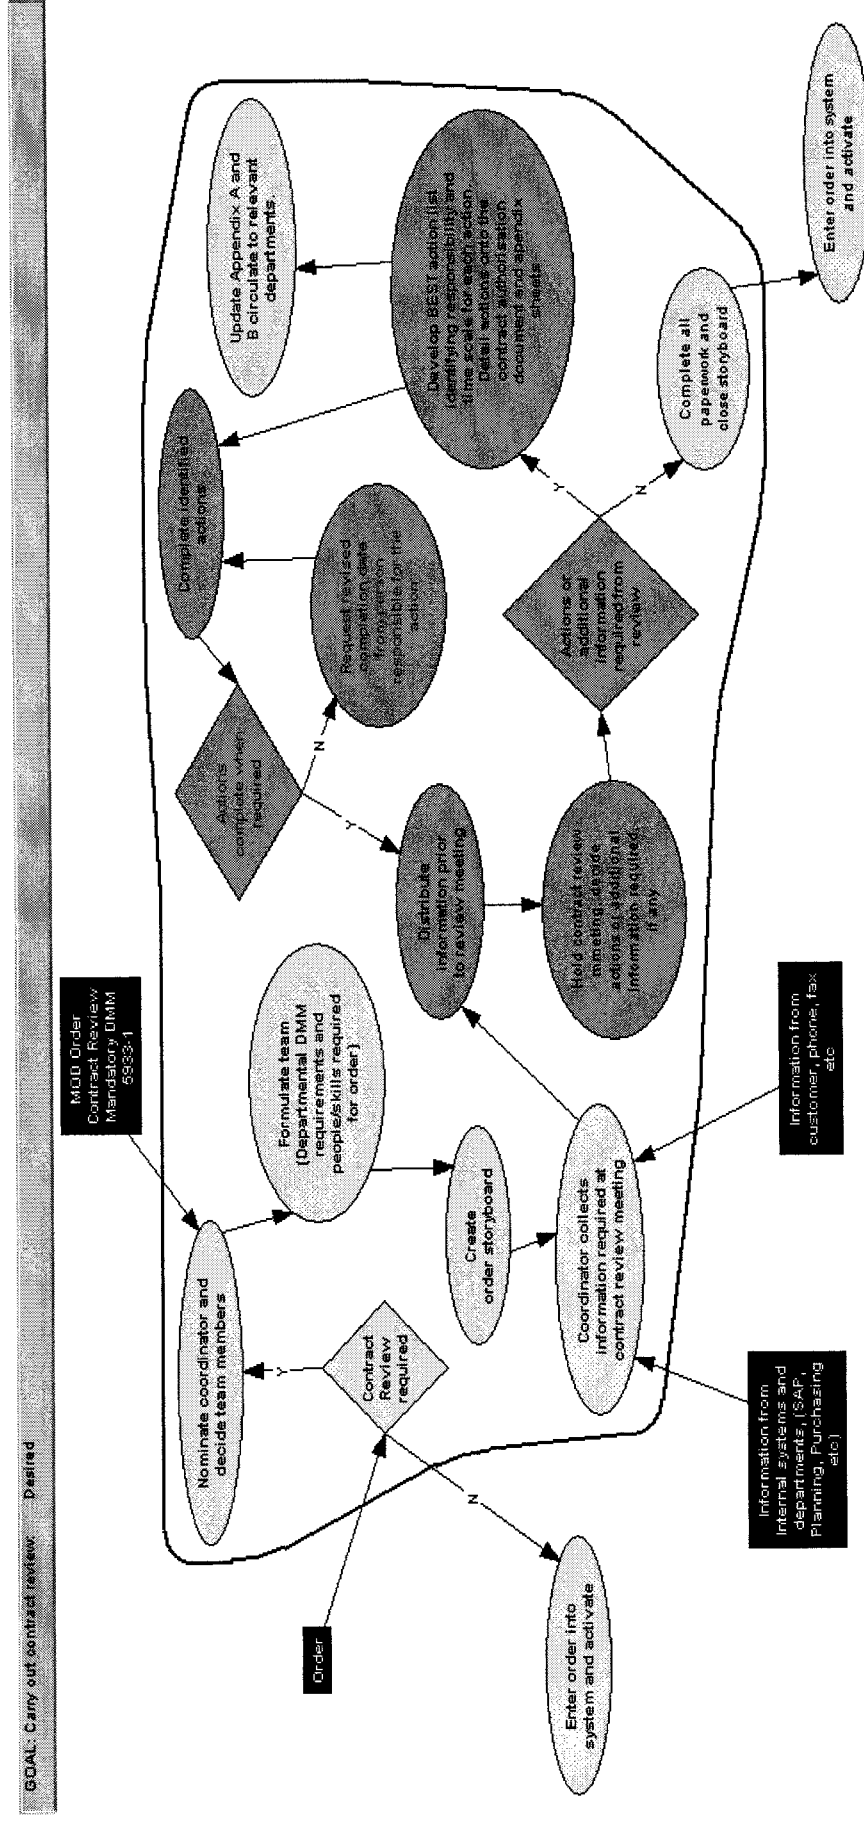 GOAL: Carry out contract review: Desired
MOD Order
Contract Review
Mandatory DMM
5933-1
Nominate coordinator and
decide team members
Formulate team
(Departmental DMM
requirements and
people/skills required
for order)
Order
Contract
Review
required
Y
N
Create
order storyboard
Enter order into
system and activate
Coordinator collects
information required at
contract review meeting
Information from
Internal systems and
departments, (SAP,
Planning, Purchasing
etc)
Information from
customer, phone, fax
etc
Actions
complete when
required
Y
N
Complete identified
actions
Request revised
completion date
from person
responsible for the
action
Distribute
information prior
to review meeting
Hold contract review
mmeting, decide
actions or additional
information required,
if any
Actions or
additional
information
required from
review
Y
N
Update Appendix A and
B circulate to relevant
departments.
Develop BEST action list
identifying responsibility and
time scale for each action.
Detail actions onto the
contract authorisation
document and apendix
sheets
Complete all
paperwork and
close storyboard
Enter order into system
and activate